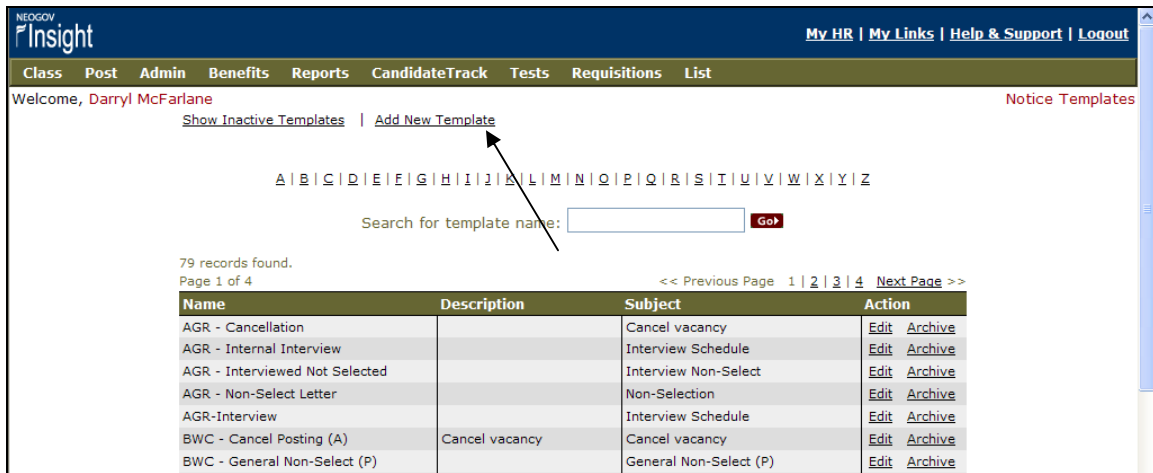 NEOGOV
Insight
My HR | My Links | Help & Support | Logout
Class Post Admin Benefits Reports CandidateTrack Tests Requisitions List
Welcome, Darryl McFarlane Notice Templates
Show Inactive Templates | Add New Template
A | B | C | D | E | F | G | H | I | J | K | L | M | N | O | P | Q | R | S | T | U | V | W | X | Y | Z
Search for template name: Go
79 records found.
Page 1 of 4 << Previous Page 1 | 2 | 3 | 4 Next Page >>
Name Description Subject Action
AGR - Cancellation Cancel vacancy Edit Archive
AGR - Internal Interview Interview Schedule Edit Archive
AGR - Interviewed Not Selected Interview Non-Select Edit Archive
AGR - Non-Select Letter Non-Selection Edit Archive
AGR-Interview Interview Schedule Edit Archive
BWC - Cancel Posting (A) Cancel vacancy Cancel vacancy Edit Archive
BWC - General Non-Select (P) General Non-Select (P) Edit Archive